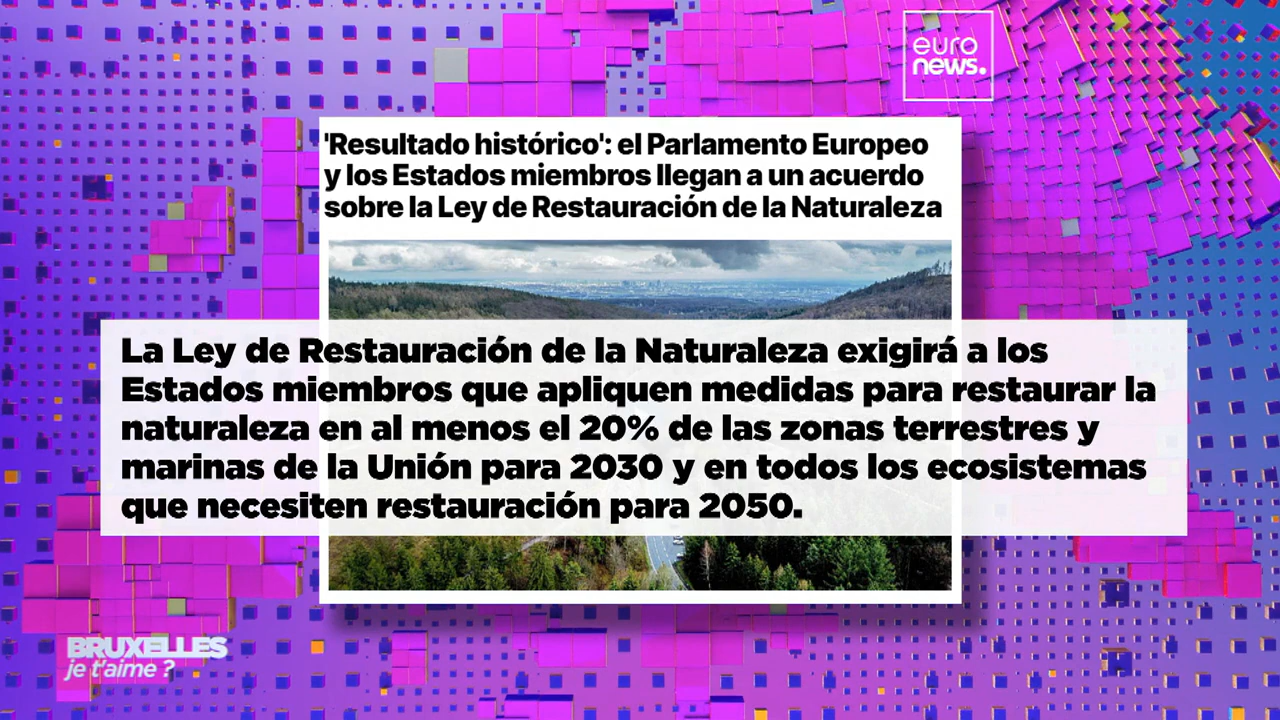 euro
news.
'Resultado histórico': el Parlamento Europeo
y los Estados miembros llegan a un acuerdo
sobre la Ley de Restauración de la Naturaleza
La Ley de Restauración de la Naturaleza exigirá a los
Estados miembros que apliquen medidas para restaurar la
naturaleza en al menos el 20% de las zonas terrestres y
marinas de la Unión para 2030 y en todos los ecosistemas
que necesiten restauración para 2050.
BRUXELLES
je t'aime ?